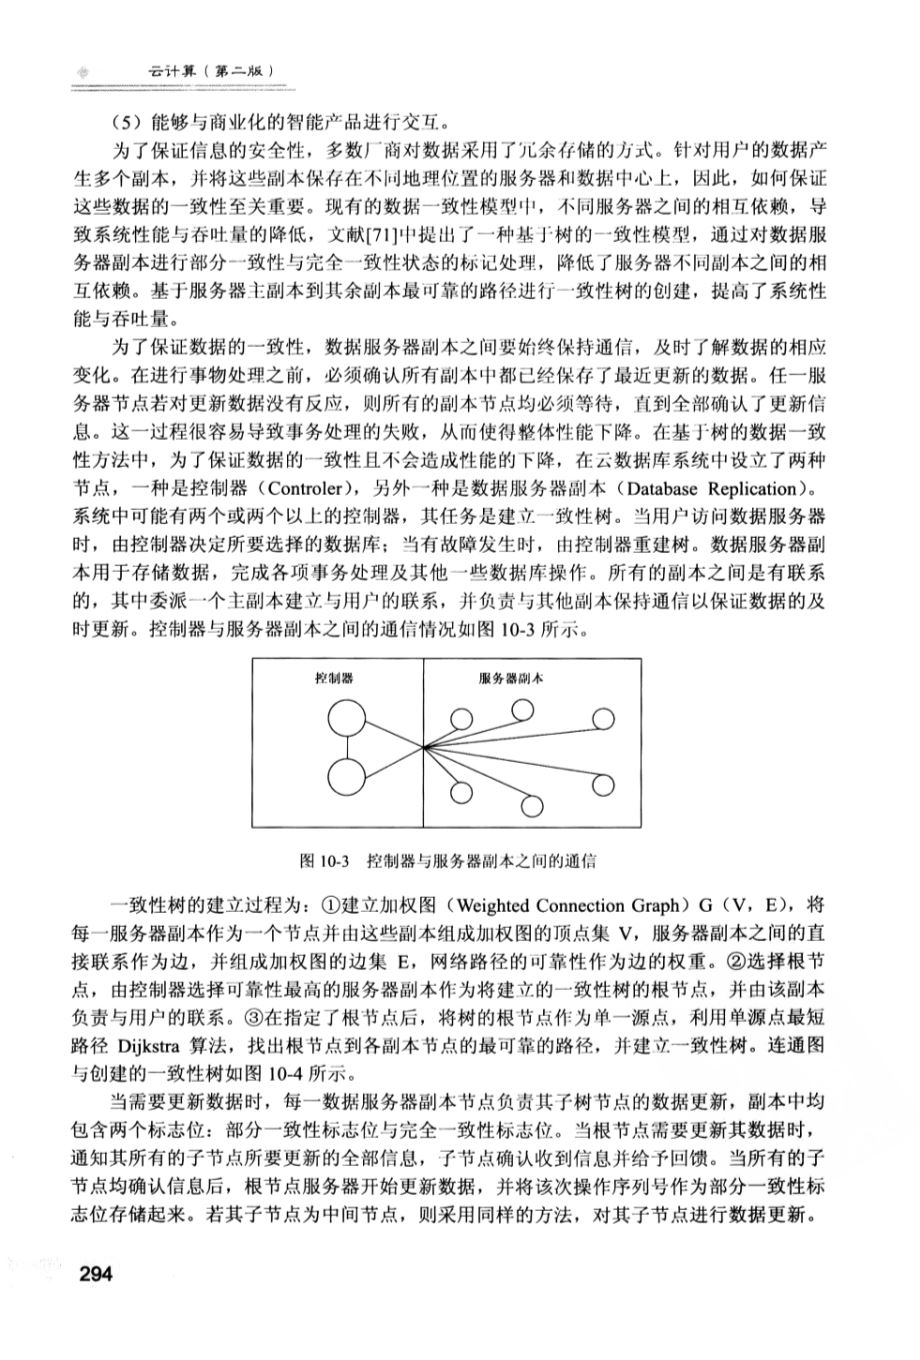 云计算（第二版）
（5）能够与商业化的智能产品进行交互。
为了保证信息的安全性，多数厂商对数据采用了冗余存储的方式。针对用户的数据产
生多个副本，并将这些副本保存在不同地理位置的服务器和数据中心上，因此，如何保证
这些数据的一致性至关重要。现有的数据一致性模型中，不同服务器之间的相互依赖，导
致系统性能与吞吐量的降低，文献[71]中提出了一种基于树的一致性模型，通过对数据服
务器副本进行部分一致性与完全一致性状态的标记处理，降低了服务器不同副本之间的相
互依赖。基于服务器主副本到其余副本最可靠的路径进行一致性树的创建，提高了系统性
能与吞吐量。
为了保证数据的一致性，数据服务器副本之间要始终保持通信，及时了解数据的相应
变化。在进行事物处理之前，必须确认所有副本中都已经保存了最近更新的数据。任一服
务器节点若对更新数据没有反应，则所有的副本节点均必须等待，直到全部确认了更新信
息。这一过程很容易导致事务处理的失败，从而使得整体性能下降。在基于树的数据一致
性方法中，为了保证数据的一致性且不会造成性能的下降，在云数据库系统中设立了两种
节点，一种是控制器（Controler），另外一种是数据服务器副本（Database Replication）。
系统中可能有两个或两个以上的控制器，其任务是建立一致性树。当用户访问数据服务器
时，由控制器决定所要选择的数据库；当有故障发生时，由控制器重建树。数据服务器副
本用于存储数据，完成各项事务处理及其他一些数据库操作。所有的副本之间是有联系
的，其中委派一个主副本建立与用户的联系，并负责与其他副本保持通信以保证数据的及
时更新。控制器与服务器副本之间的通信情况如图 10-3 所示。
控制器
服务器副本
图 10-3 控制器与服务器副本之间的通信
一致性树的建立过程为：①建立加权图（Weighted Connection Graph）G（V，E），将
每一服务器副本作为一个节点并由这些副本组成加权图的顶点集 V，服务器副本之间的直
接联系作为边，并组成加权图的边集 E，网络路径的可靠性作为边的权重。②选择根节
点，由控制器选择可靠性最高的服务器副本作为将建立的一致性树的根节点，并由该副本
负责与用户的联系。③在指定了根节点后，将树的根节点作为单一源点，利用单源点最短
路径 Dijkstra 算法，找出根节点到各副本节点的最可靠的路径，并建立一致性树。连通图
与创建的一致性树如图 10-4 所示。
当需要更新数据时，每一数据服务器副本节点负责其子树节点的数据更新，副本中均
包含两个标志位：部分一致性标志位与完全一致性标志位。当根节点需要更新其数据时，
通知其所有的子节点所要更新的全部信息，子节点确认收到信息并给予回馈。当所有的子
节点均确认信息后，根节点服务器开始更新数据，并将该次操作序列号作为部分一致性标
志位存储起来。若其子节点为中间节点，则采用同样的方法，对其子节点进行数据更新。
294